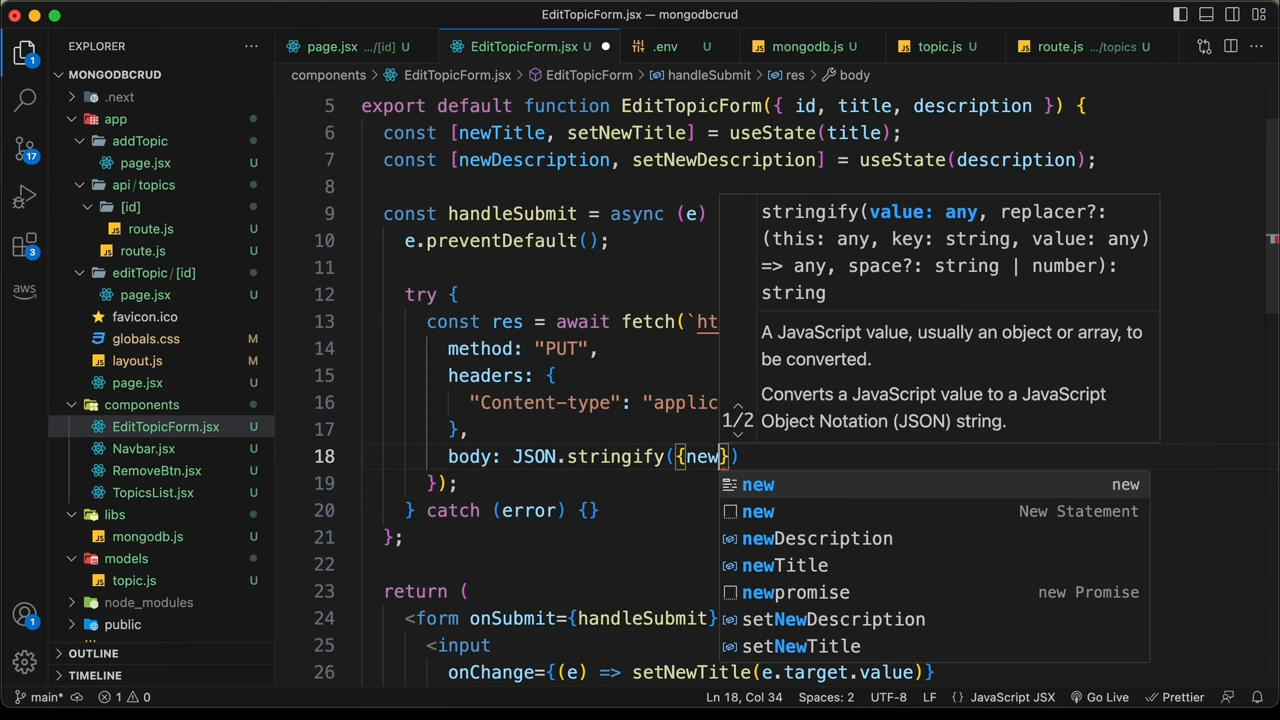 EditTopicForm.jsx — mongodbcrud
EXPLORER
page.jsx .../[id] U
EditTopicForm.jsx U
.env U
mongodb.js U
topic.js U
route.js .../topics U
components > EditTopicForm.jsx > EditTopicForm > handleSubmit > res > body
MONGODBCRUD
.next
app
addTopic
page.jsx U
api/topics
[id]
route.js U
route.js U
editTopic/[id]
page.jsx U
favicon.ico
globals.css M
layout.js M
page.jsx U
components
EditTopicForm.jsx U
Navbar.jsx U
RemoveBtn.jsx U
TopicsList.jsx U
libs
mongodb.js U
models
topic.js U
node_modules
public
OUTLINE
TIMELINE
1
17
3
aws
1
5 export default function EditTopicForm({ id, title, description }) {
6 const [newTitle, setNewTitle] = useState(title);
7 const [newDescription, setNewDescription] = useState(description);
8
9 const handleSubmit = async (e)
10 e.preventDefault();
11
12 try {
13 const res = await fetch(`ht
14 method: "PUT",
15 headers: {
16 "Content-type": "applic
17 },
18 body: JSON.stringify({new})
19 });
20 } catch (error) {}
21 };
22
23 return (
24 <form onSubmit={handleSubmit}
25 <input
26 onChange={(e) => setNewTitle(e.target.value)}
1/2
stringify(value: any, replacer?:
(this: any, key: string, value: any)
=> any, space?: string | number):
string
A JavaScript value, usually an object or array, to
be converted.
Converts a JavaScript value to a JavaScript
Object Notation (JSON) string.
new new
new New Statement
newDescription
newTitle
newpromise new Promise
setNewDescription
setNewTitle
main* 1 0 Ln 18, Col 34 Spaces: 2 UTF-8 LF {} JavaScript JSX Go Live Prettier